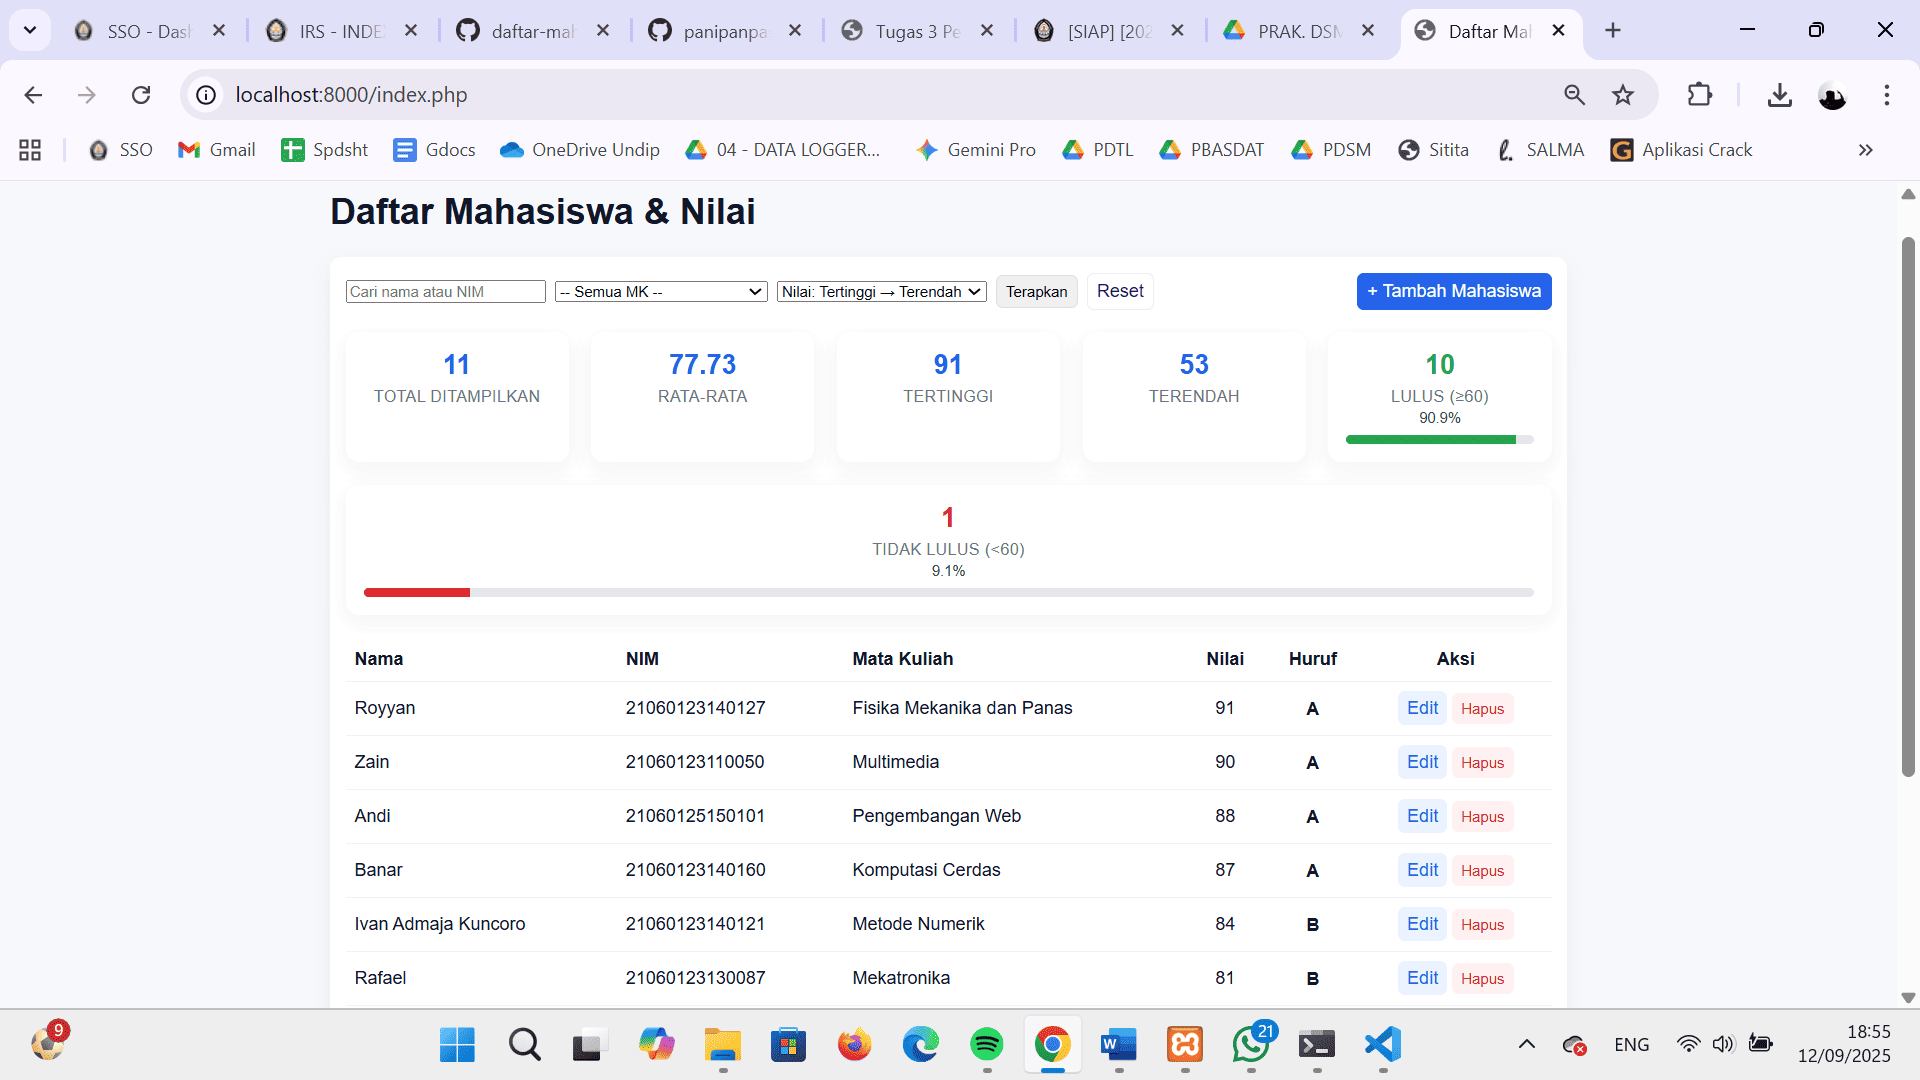 SSO - Das
IRS - INDE
daftar-mah
panipanpa
Tugas 3 Pe
[SIAP] [202
PRAK. DSM
Daftar Mah
localhost:8000/index.php
SSO
Gmail
Spdsht
Gdocs
OneDrive Undip
04 - DATA LOGGER...
Gemini Pro
PDTL
PBASDAT
PDSM
Sitita
SALMA
Aplikasi Crack
Daftar Mahasiswa & Nilai
Cari nama atau NIM
-- Semua MK --
Nilai: Tertinggi → Terendah
Terapkan
Reset
+ Tambah Mahasiswa
11
TOTAL DITAMPILKAN
77.73
RATA-RATA
91
TERTINGGI
53
TERENDAH
10
LULUS (≥60)
90.9%
1
TIDAK LULUS (<60)
9.1%
Nama NIM Mata Kuliah Nilai Huruf Aksi
Royyan 21060123140127 Fisika Mekanika dan Panas 91 A Edit Hapus
Zain 21060123110050 Multimedia 90 A Edit Hapus
Andi 21060125150101 Pengembangan Web 88 A Edit Hapus
Banar 21060123140160 Komputasi Cerdas 87 A Edit Hapus
Ivan Admaja Kuncoro 21060123140121 Metode Numerik 84 B Edit Hapus
Rafael 21060123130087 Mekatronika 81 B Edit Hapus
9
21
ENG
18:55
12/09/2025